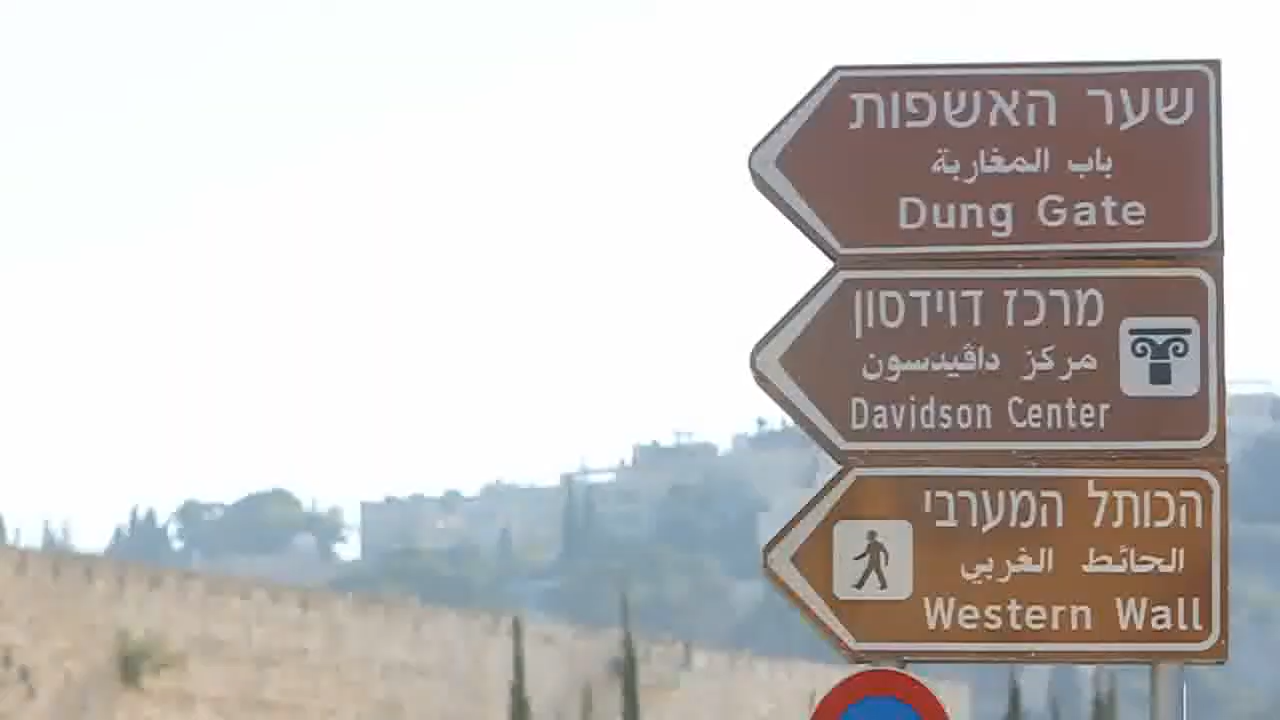 שער האשפות
باب المغاربة
Dung Gate
מרכז דוידסון
مركز داڤيدسون
Davidson Center
הכותל המערבי
الحائط الغربي
Western Wall